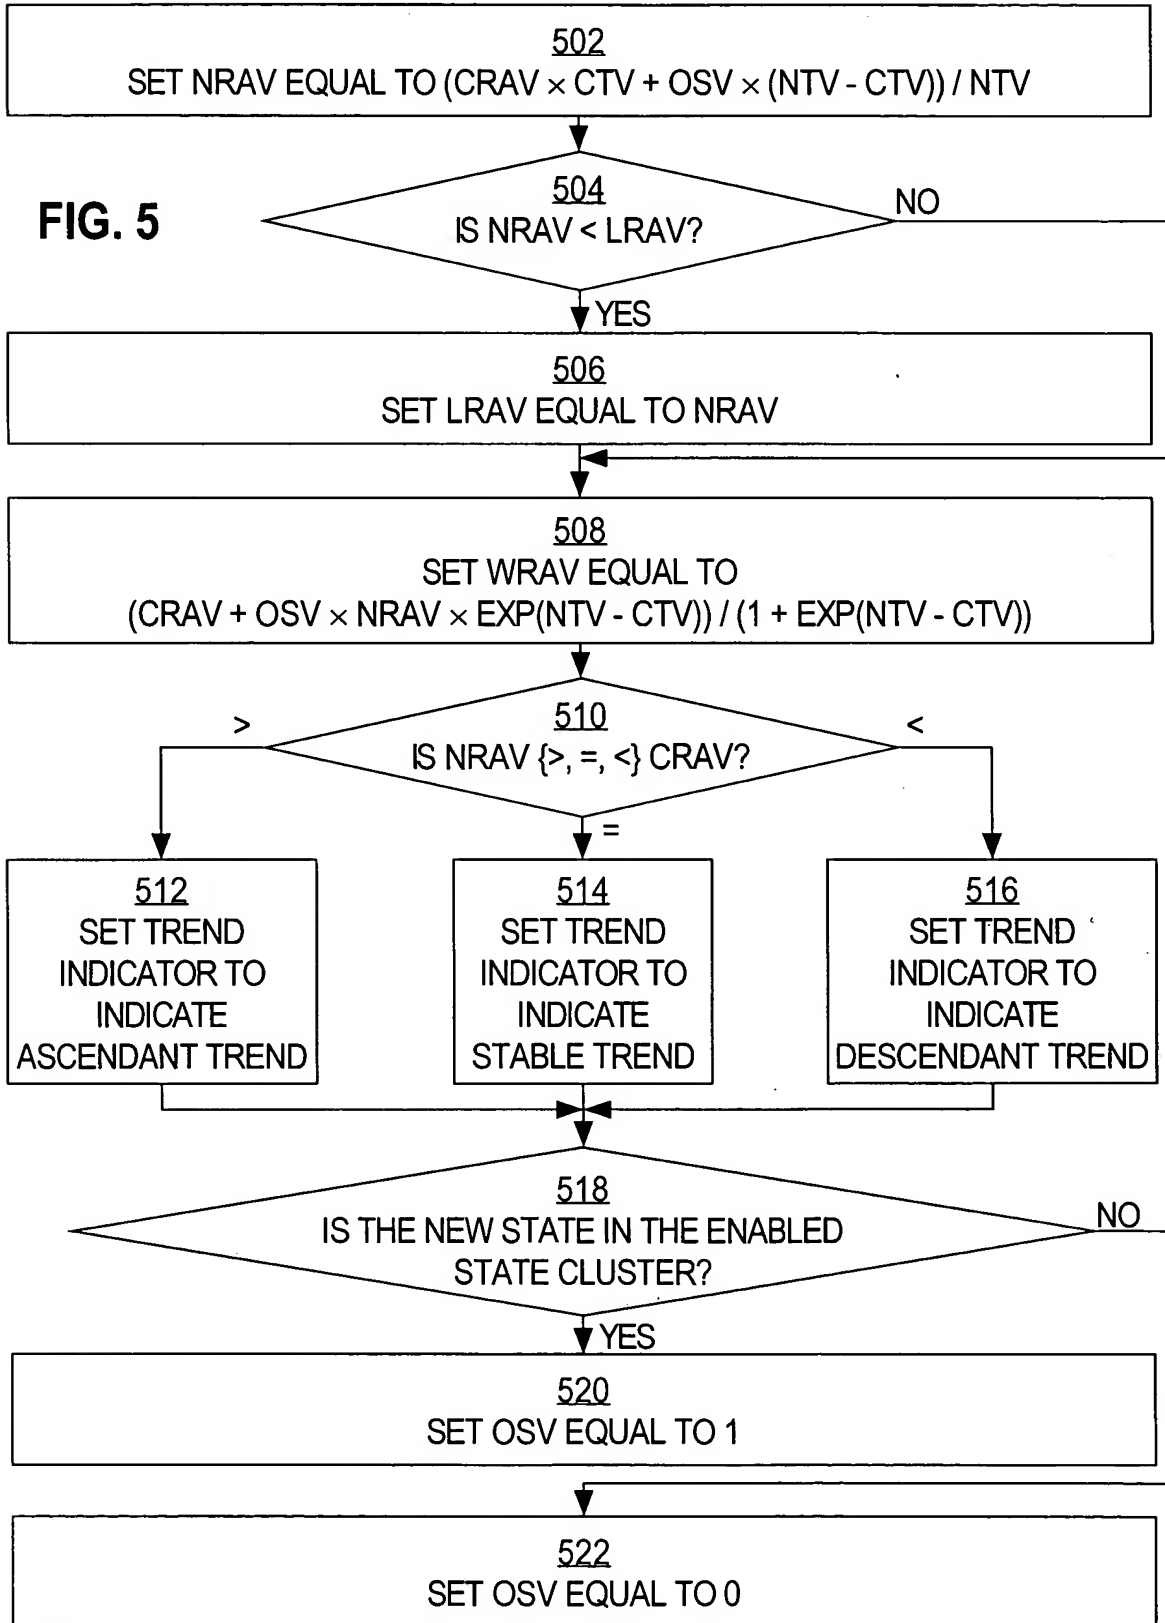 502
SET NRAV EQUAL TO (CRAV × CTV + OSV × (NTV - CTV)) / NTV
FIG. 5
504
IS NRAV < LRAV?
NO
YES
506
SET LRAV EQUAL TO NRAV
508
SET WRAV EQUAL TO
(CRAV + OSV × NRAV × EXP(NTV - CTV)) / (1 + EXP(NTV - CTV))
>
510
IS NRAV {>, =, <} CRAV?
<
=
512
SET TREND
INDICATOR TO
INDICATE
ASCENDANT TREND
514
SET TREND
INDICATOR TO
INDICATE
STABLE TREND
516
SET TREND
INDICATOR TO
INDICATE
DESCENDANT TREND
518
IS THE NEW STATE IN THE ENABLED
STATE CLUSTER?
NO
YES
520
SET OSV EQUAL TO 1
522
SET OSV EQUAL TO 0